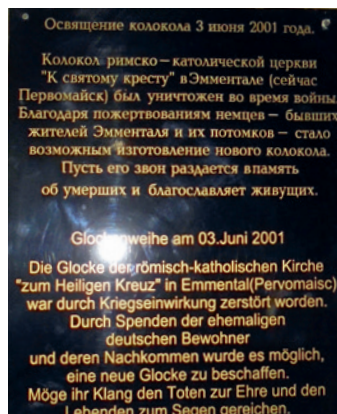 Освящение колокола 3 июня 2001 года.
Колокол римско-католической церкви
"К святому кресту" в Эмментале (сейчас
Первомайск) был уничтожен во время войны.
Благодаря пожертвованиям немцев – бывших
жителей Эмменталя и их потомков – стало
возможным изготовление нового колокола.
Пусть его звон раздается впамять
об умерших и благославляет живущих.
Glockenweihe am 03.Juni 2001
Die Glocke der römisch-katholischen Kirche
"zum Heiligen Kreuz" in Emmental(Pervomaisc)
war durch Kriegseinwirkung zerstört worden.
Durch Spenden der ehemaligen
deutschen Bewohner
und deren Nachkommen wurde es möglich,
eine neue Glocke zu beschaffen.
Möge ihr Klang den Toten zur Ehre und den
Lebenden zum Segen gereichen